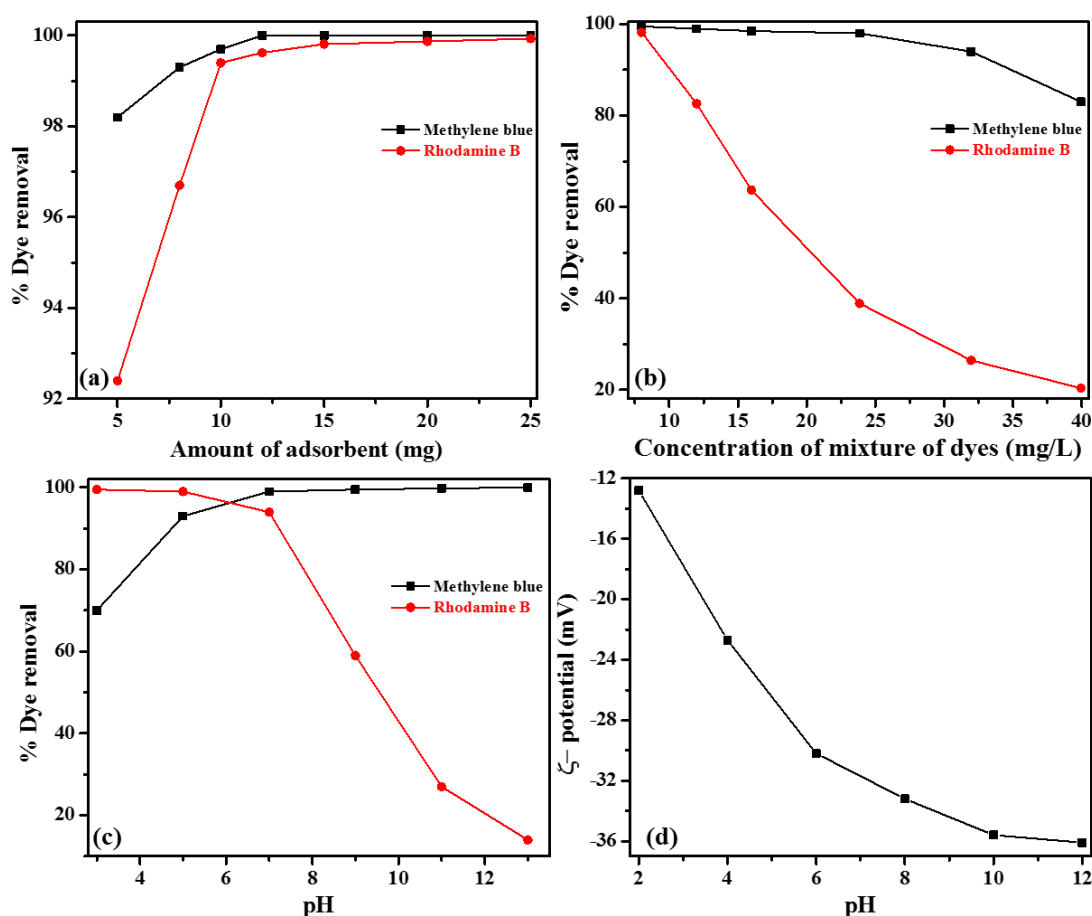 100
98
96
94
92
% Dye removal
Methylene blue
Rhodamine B
(a)
5
10
15
20
25
Amount of adsorbent (mg)
100
80
60
40
20
% Dye removal
Methylene blue
Rhodamine B
(b)
10
15
20
25
30
35
40
Concentration of mixture of dyes (mg/L)
100
80
60
40
20
% Dye removal
Methylene blue
Rhodamine B
(c)
4
6
8
10
12
pH
-12
-16
-20
-24
-28
-32
-36
ζ– potential (mV)
(d)
2
4
6
8
10
12
pH